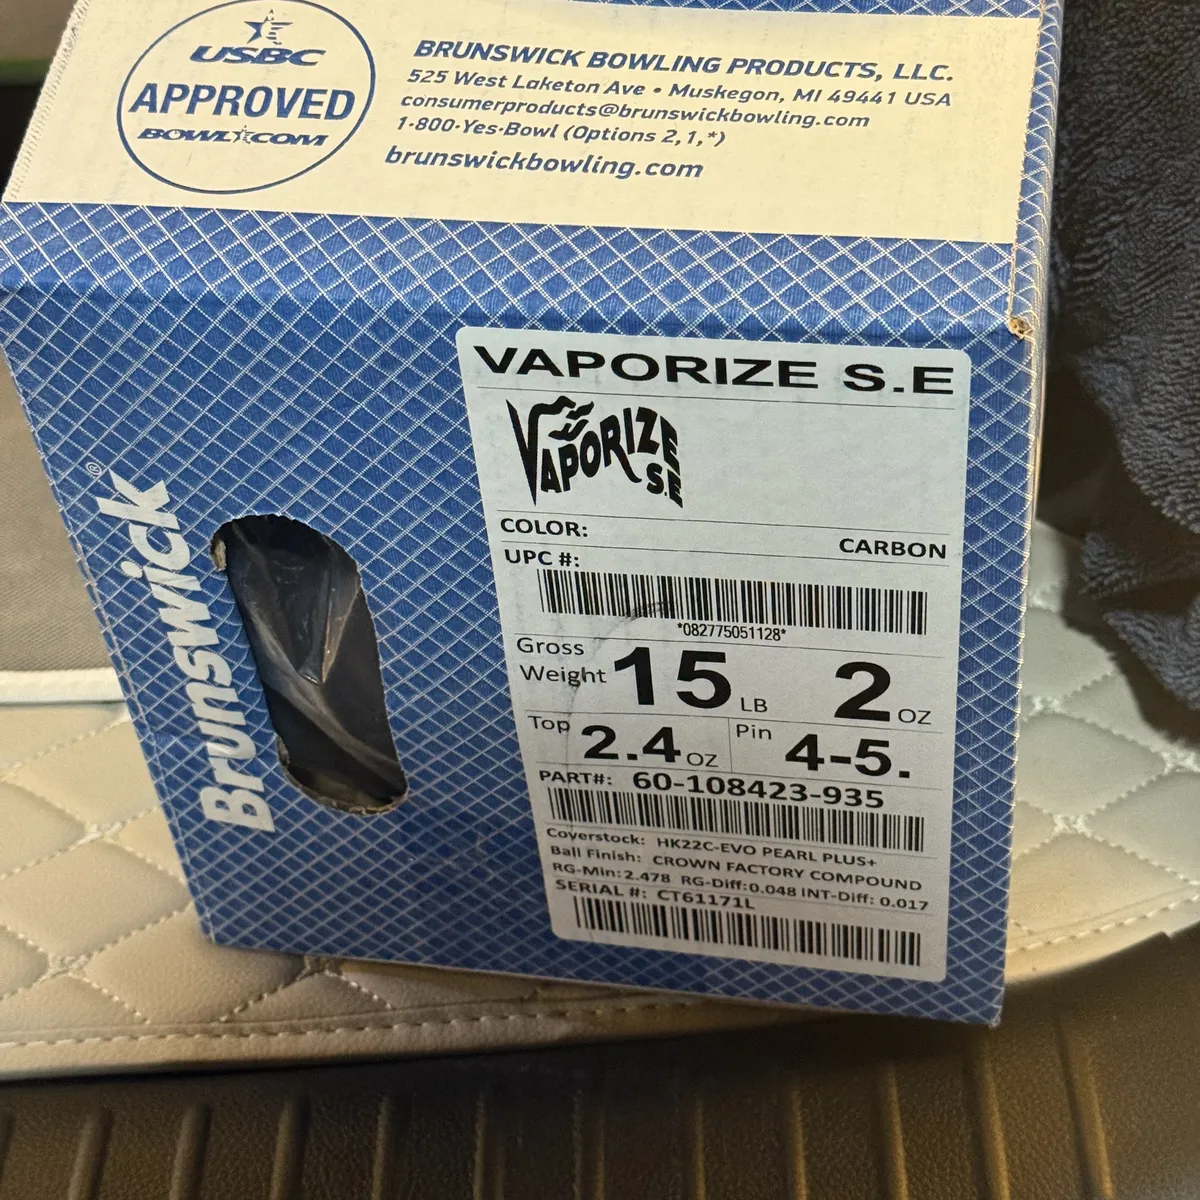 USBC
APPROVED
BOWL★COM
BRUNSWICK BOWLING PRODUCTS, LLC.
525 West Laketon Ave • Muskegon, MI 49441 USA
consumerproducts@brunswickbowling.com
1-800-Yes-Bowl (Options 2,1,*)
brunswickbowling.com
Brunswick®
VAPORIZE S.E
VAPORIZE
S.E
COLOR: CARBON
UPC #:
*082775051128*
Gross
Weight 15 LB 2 OZ
Top 2.4 OZ Pin 4-5.
PART#: 60-108423-935
Coverstock: HK22C-EVO PEARL PLUS+
Ball Finish: CROWN FACTORY COMPOUND
RG-Min:2.478 RG-Diff:0.048 INT-Diff: 0.017
SERIAL #: CT61171L